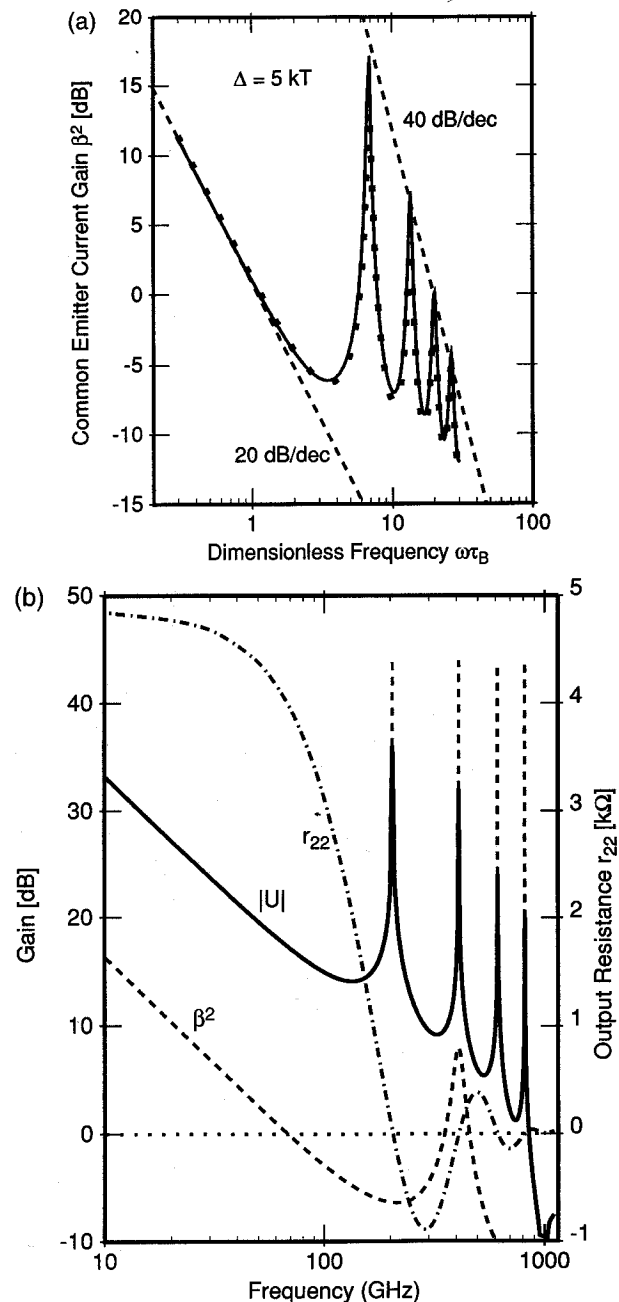 (a)
Common Emitter Current Gain β² [dB]
20
15
10
5
0
-5
-10
-15
Δ = 5 kT
40 dB/dec
20 dB/dec
1
10
100
Dimensionless Frequency ωτB
(b)
Gain [dB]
50
40
30
20
10
0
-10
r22
|U|
β²
5
4
3
2
1
0
-1
Output Resistance r22 [kΩ]
10
100
1000
Frequency (GHz)